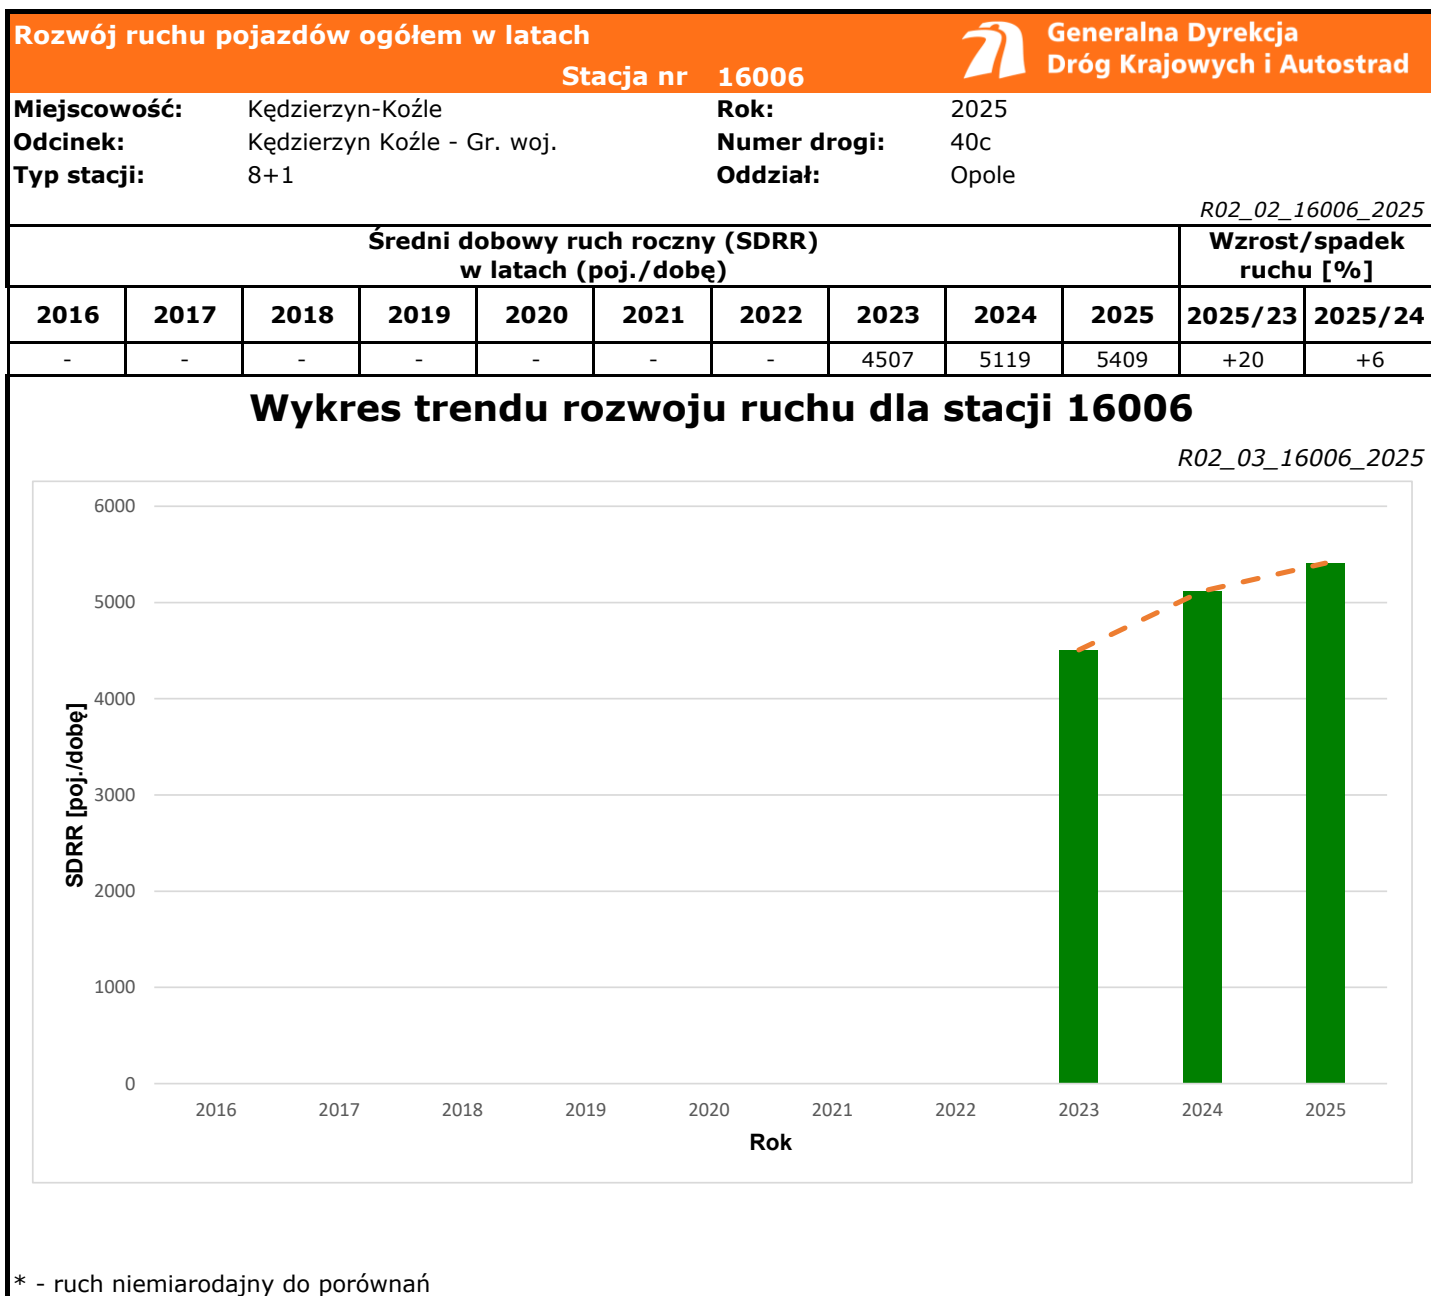 Rozwój ruchu pojazdów ogółem w latach
Generalna Dyrekcja
Dróg Krajowych i Autostrad
Stacja nr 16006
Miejscowość: Kędzierzyn-Koźle Rok: 2025
Odcinek: Kędzierzyn Koźle - Gr. woj. Numer drogi: 40c
Typ stacji: 8+1 Oddział: Opole
R02_02_16006_2025
Średni dobowy ruch roczny (SDRR)
w latach (poj./dobę)
Wzrost/spadek
ruchu [%]
2016 2017 2018 2019 2020 2021 2022 2023 2024 2025 2025/23 2025/24
- - - - - - - 4507 5119 5409 +20 +6
Wykres trendu rozwoju ruchu dla stacji 16006
R02_03_16006_2025
SDRR [poj./dobę]
6000
5000
4000
3000
2000
1000
0
2016 2017 2018 2019 2020 2021 2022 2023 2024 2025
Rok
* - ruch niemiarodajny do porównań